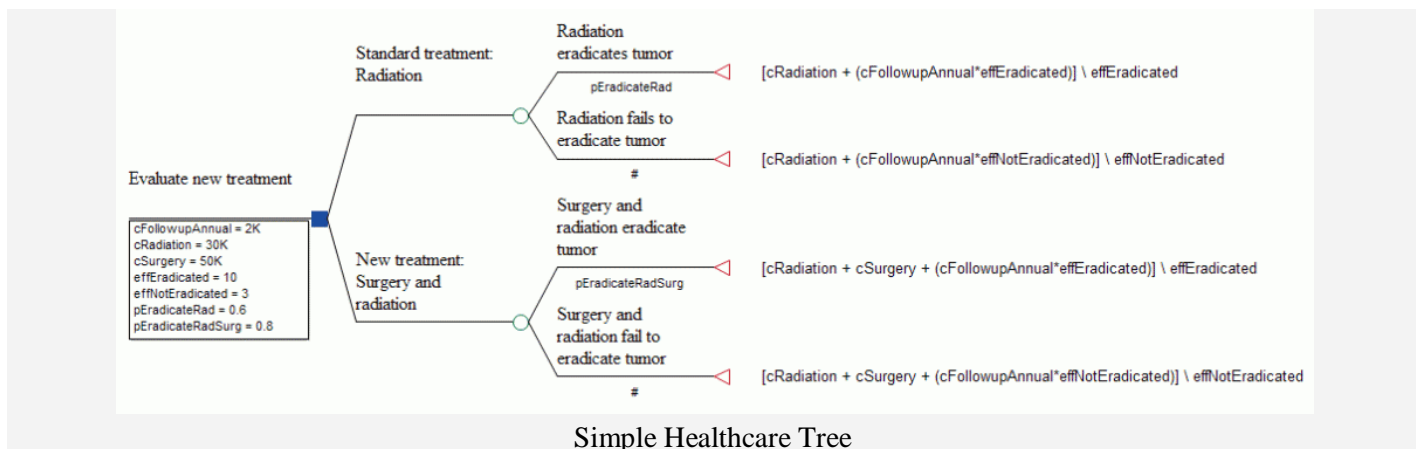 Radiation
eradicates tumor
Standard treatment:
Radiation
[cRadiation + (cFollowupAnnual*effEradicated)] \ effEradicated
pEradicateRad
Radiation fails to
eradicate tumor
[cRadiation + (cFollowupAnnual*effNotEradicated)] \ effNotEradicated
#
Evaluate new treatment
cFollowupAnnual = 2K
cRadiation = 30K
cSurgery = 50K
effEradicated = 10
effNotEradicated = 3
pEradicateRad = 0.6
pEradicateRadSurg = 0.8
Surgery and
radiation eradicate
tumor
New treatment:
Surgery and
radiation
[cRadiation + cSurgery + (cFollowupAnnual*effEradicated)] \ effEradicated
pEradicateRadSurg
Surgery and
radiation fail to
eradicate tumor
[cRadiation + cSurgery + (cFollowupAnnual*effNotEradicated)] \ effNotEradicated
#
Simple Healthcare Tree